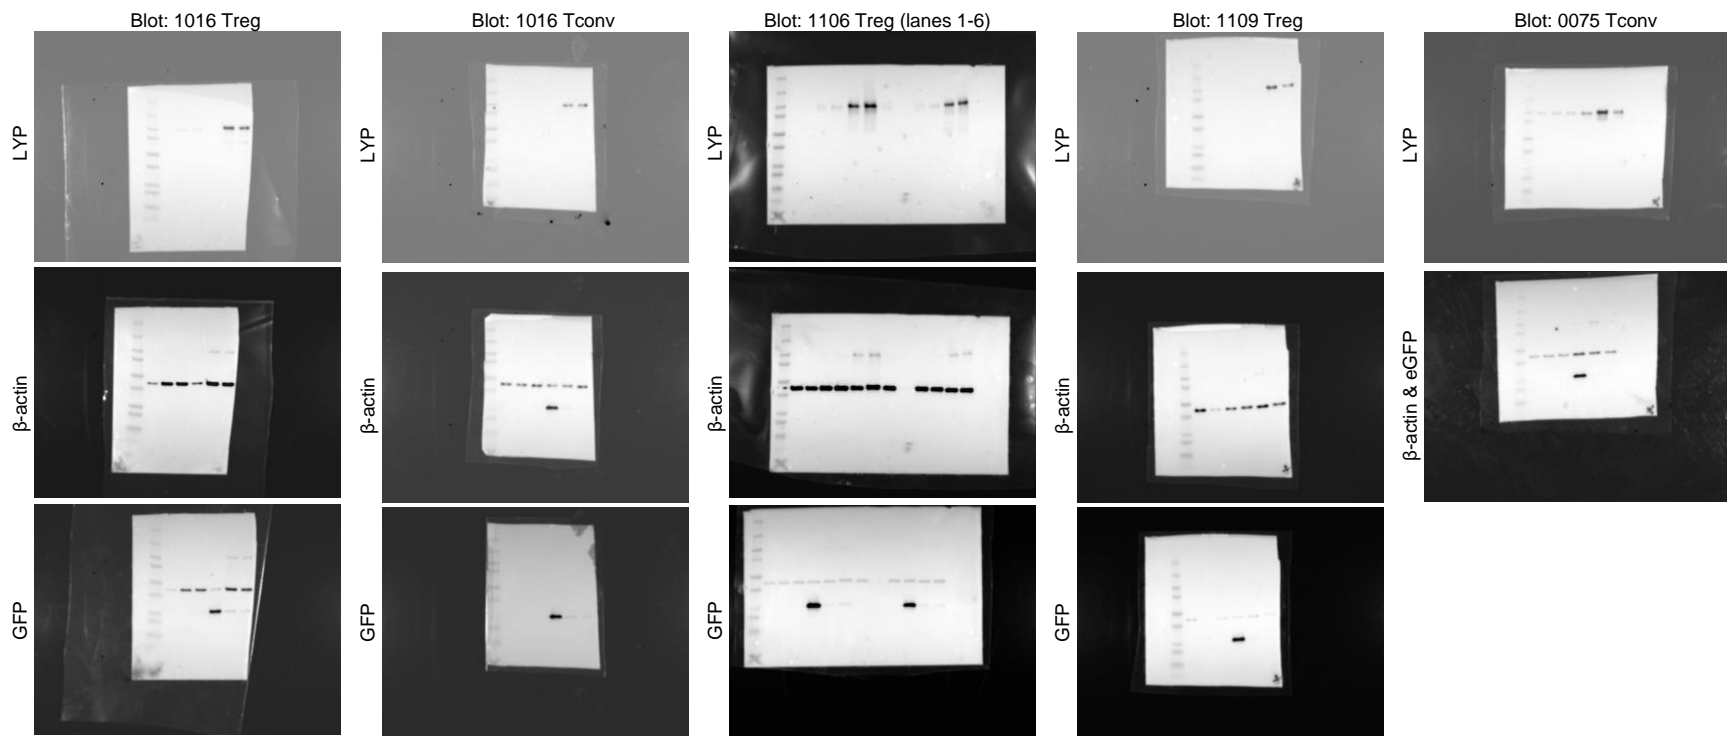 Blot: 1016 Treg
Blot: 1016 Tconv
Blot: 1106 Treg (lanes 1-6)
Blot: 1109 Treg
Blot: 0075 Tconv
LYP
LYP
LYP
LYP
LYP
β-actin
β-actin
β-actin
β-actin
β-actin & eGFP
GFP
GFP
GFP
GFP